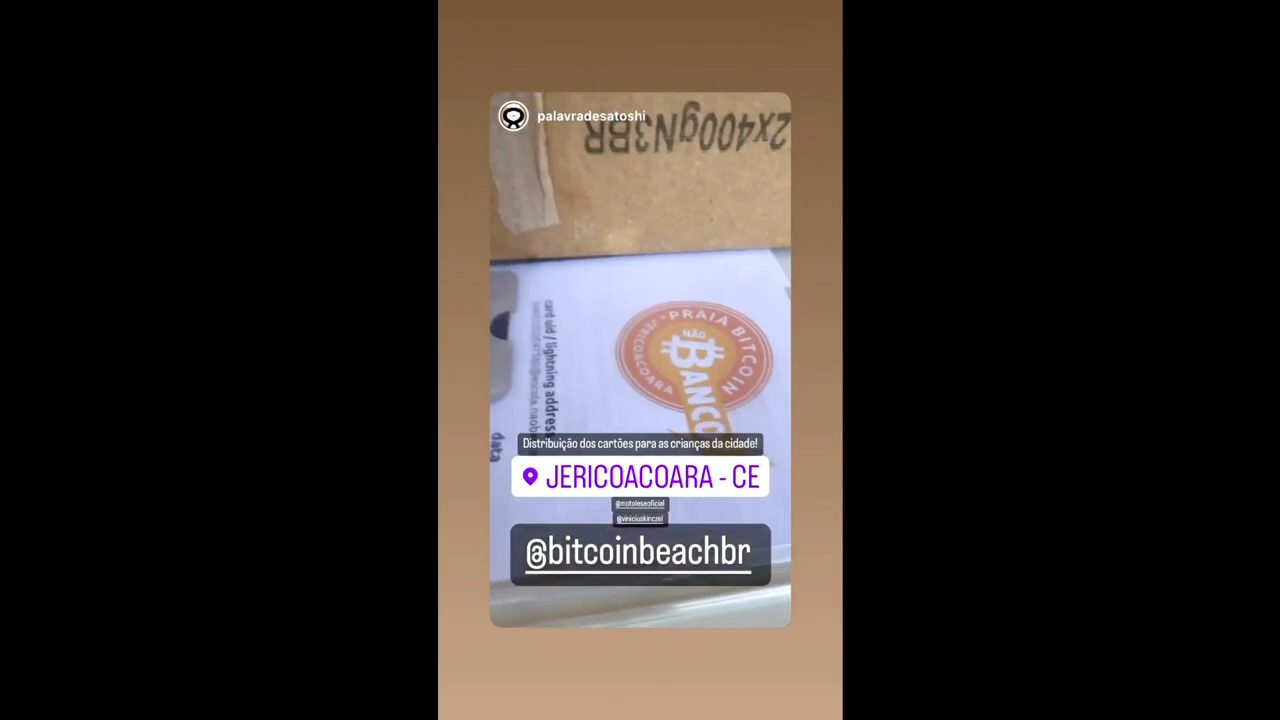 palavradesatoshi
2x400gN3BR
PRAIA BITCOIN
JERICOACOARA
NÃO
BANCO
card uid / lightning address
data
Distribuição dos cartões para as crianças da cidade!
JERICOACOARA - CE
@motoleseoficial
@viniciuskinczel
@bitcoinbeachbr